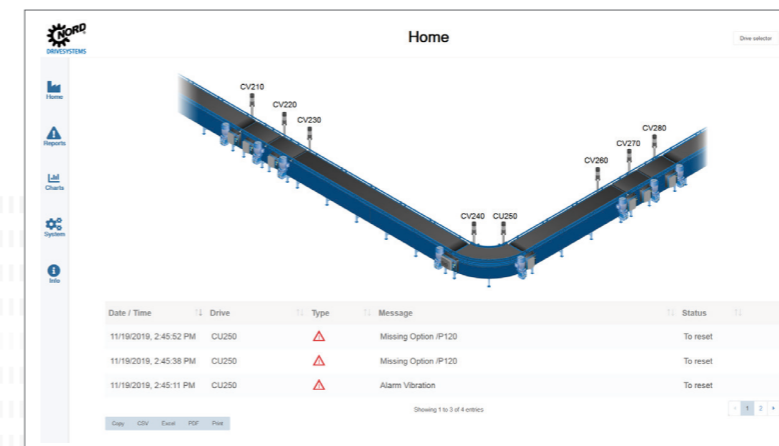 NORD
DRIVESYSTEMS
Home
Drive selector
Home
Reports
Charts
System
Info
CV210
CV220
CV230
CV240
CU250
CV260
CV270
CV280
Date / Time Drive Type Message Status
11/19/2019, 2:45:52 PM CU250 Missing Option /P120 To reset
11/19/2019, 2:45:38 PM CU250 Missing Option /P120 To reset
11/19/2019, 2:45:11 PM CU250 Alarm Vibration To reset
Showing 1 to 3 of 4 entries
1 2
Copy CSV Excel PDF Print